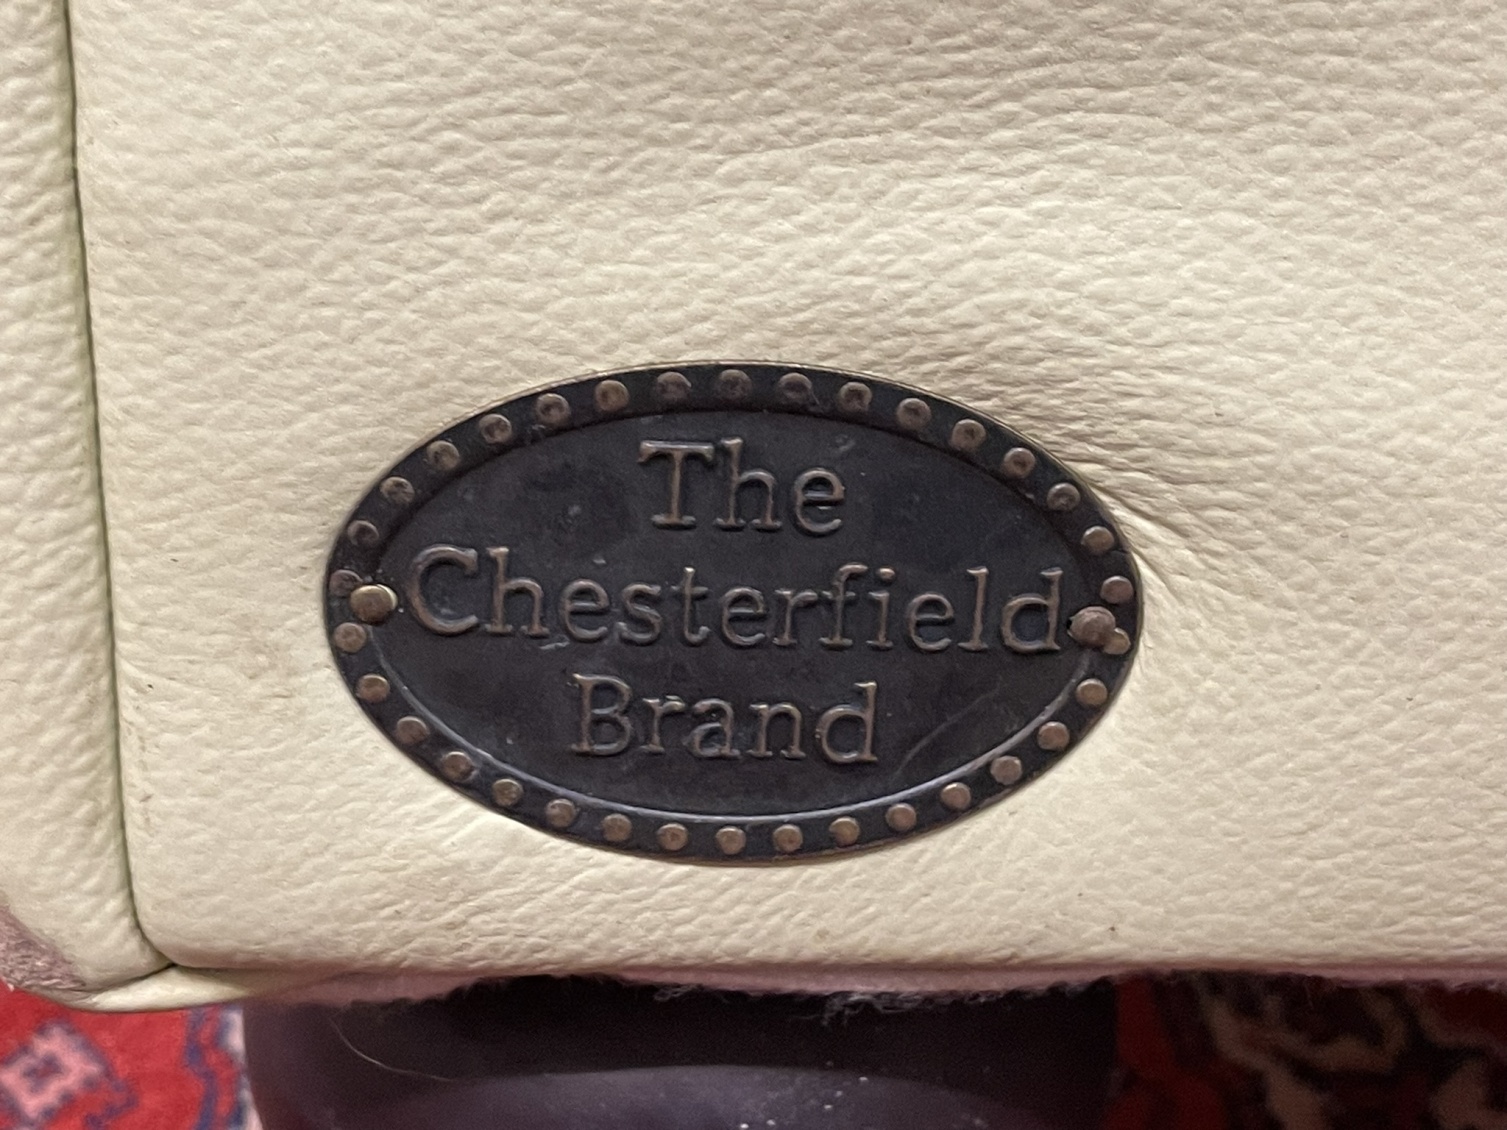 The
Chesterfield
Brand